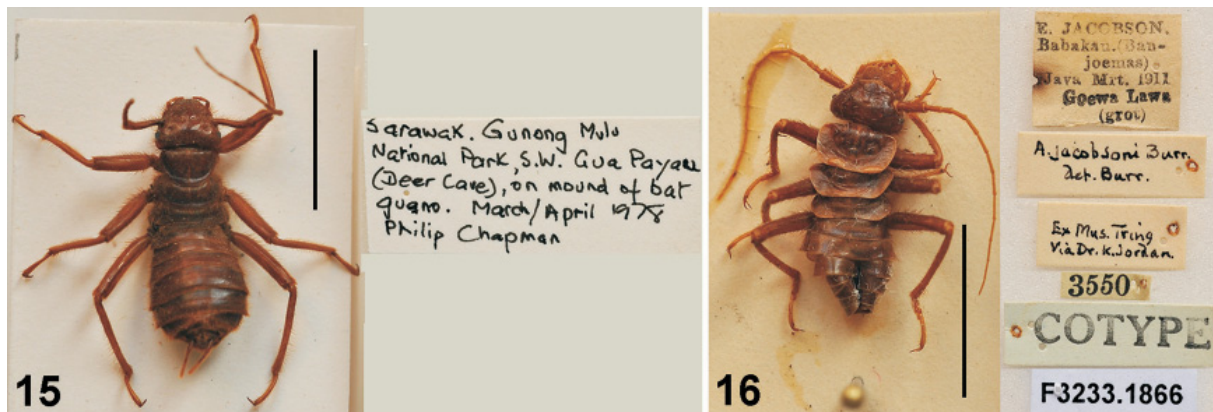 15
Sarawak. Gunong Mulu
National Park, S.W. Gua Payau
(Deer Cave), on mound of bat
guano. March/April 1978
Philip Chapman
16
E. JACOBSON.
Babakan.(Ban-
joemas)
Java Mrt. 1911
Goewa Lawa
(grot)
A. jacobsoni Burr.
Det. Burr.
Ex Mus. Tring
Via Dr. K. Jordan.
3550
COTYPE
F3233.1866